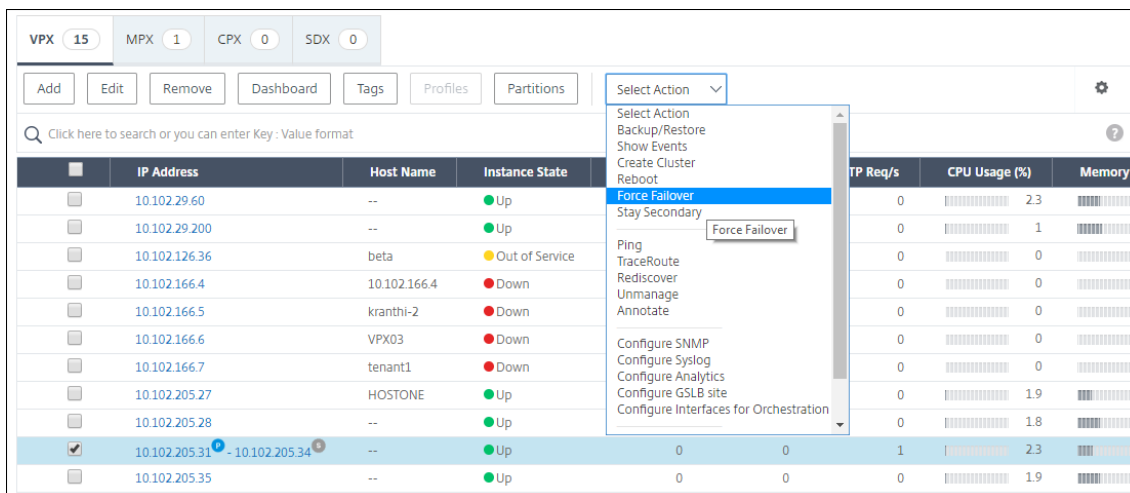 VPX 15 MPX 1 CPX 0 SDX 0
Add Edit Remove Dashboard Tags Profiles Partitions Select Action
Click here to search or you can enter Key : Value format
Select Action
Backup/Restore
Show Events
Create Cluster
Reboot
Force Failover
Stay Secondary
Force Failover
Ping
TraceRoute
Rediscover
Unmanage
Annotate
Configure SNMP
Configure Syslog
Configure Analytics
Configure GSLB site
Configure Interfaces for Orchestration
IP Address Host Name Instance State TP Req/s CPU Usage (%) Memory
10.102.29.60 -- Up 0 2.3
10.102.29.200 -- Up 0 1
10.102.126.36 beta Out of Service 0 0
10.102.166.4 10.102.166.4 Down 0 0
10.102.166.5 kranthi-2 Down 0 0
10.102.166.6 VPX03 Down 0 0
10.102.166.7 tenant1 Down 0 0
10.102.205.27 HOSTONE Up 0 1.9
10.102.205.28 -- Up 0 1.8
10.102.205.31 P - 10.102.205.34 S -- Up 0 0 1 2.3
10.102.205.35 -- Up 0 0 0 1.9